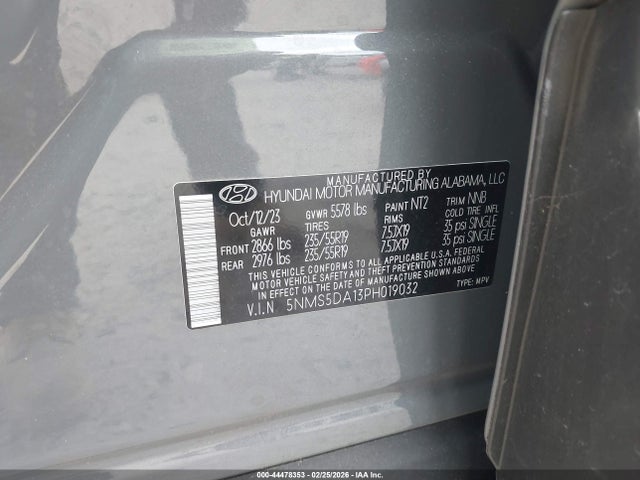 MANUFACTURED BY
HYUNDAI MOTOR MANUFACTURING ALABAMA, LLC
Oct/12/23 GVWR 5578 lbs PAINT NT2 TRIM NNB
GAWR TIRES RIMS COLD TIRE INFL
FRONT 2866 lbs 235/55R19 7.5JX19 35 psi SINGLE
REAR 2976 lbs 235/55R19 7.5JX19 35 psi SINGLE
THIS VEHICLE CONFORMS TO ALL APPLICABLE U.S.A. FEDERAL
MOTOR VEHICLE SAFETY AND THEFT PREVENTION STANDARDS
IN EFFECT ON THE DATE OF MANUFACTURE SHOWN ABOVE.
V.I.N 5NMS5DA13PH019032 TYPE: MPV
000-44478353 | 02/25/2026 - IAA Inc. Copyright